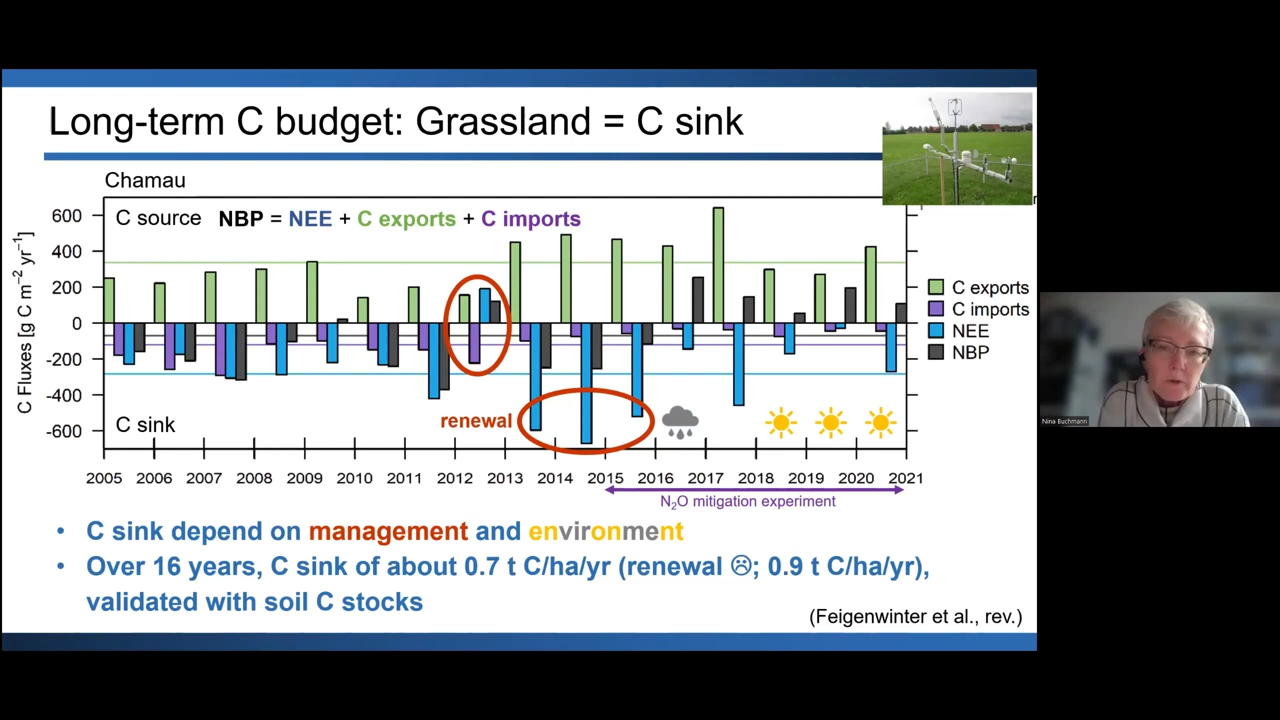 Long-term C budget: Grassland = C sink
Chamau
C source NBP = NEE + C exports + C imports
C Fluxes [g C m⁻² yr⁻¹]
600
400
200
0
-200
-400
-600
C exports
C imports
NEE
NBP
renewal
C sink
2005 2006 2007 2008 2009 2010 2011 2012 2013 2014 2015 2016 2017 2018 2019 2020 2021
N₂O mitigation experiment
• C sink depend on management and environment
• Over 16 years, C sink of about 0.7 t C/ha/yr (renewal ☹; 0.9 t C/ha/yr),
validated with soil C stocks
(Feigenwinter et al., rev.)
Nina Buchmann